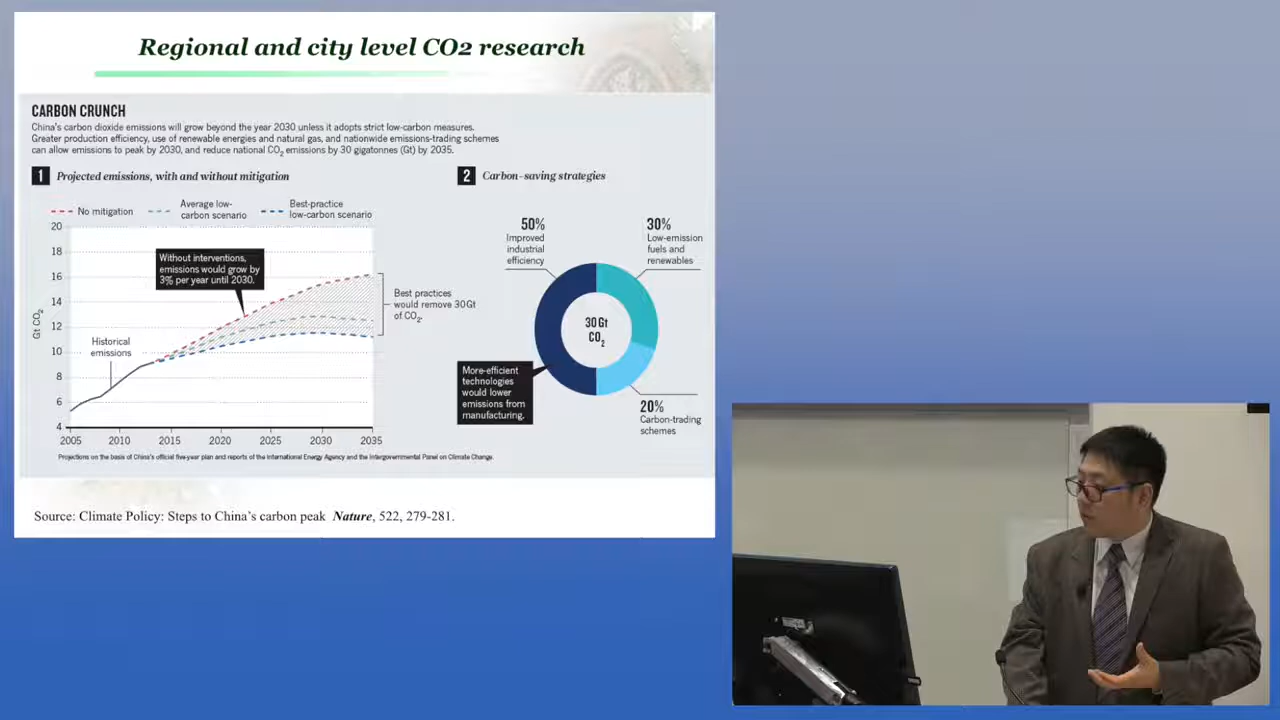 Regional and city level CO2 research
CARBON CRUNCH
China's carbon dioxide emissions will grow beyond the year 2030 unless it adopts strict low-carbon measures.
Greater production efficiency, use of renewable energies and natural gas, and nationwide emissions-trading schemes
can allow emissions to peak by 2030, and reduce national CO2 emissions by 30 gigatonnes (Gt) by 2035.
1 Projected emissions, with and without mitigation
No mitigation
Average low-
carbon scenario
Best-practice
low-carbon scenario
20
18
16
14
12
10
8
6
4
Gt CO2
Without interventions,
emissions would grow by
3% per year until 2030.
Historical
emissions
Best practices
would remove 30Gt
of CO2.
2005 2010 2015 2020 2025 2030 2035
Projections on the basis of China's official five-year plan and reports of the International Energy Agency and the Intergovernmental Panel on Climate Change.
2 Carbon-saving strategies
50%
Improved
industrial
efficiency
30%
Low-emission
fuels and
renewables
30Gt
CO2
More-efficient
technologies
would lower
emissions from
manufacturing.
20%
Carbon-trading
schemes
Source: Climate Policy: Steps to China's carbon peak Nature, 522, 279-281.